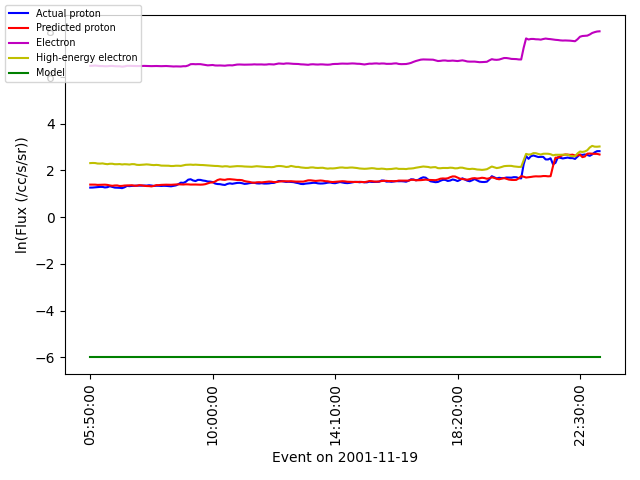 Actual proton
Predicted proton
Electron
High-energy electron
Model
8
6
4
2
0
−2
−4
−6
ln(Flux (/cc/s/sr))
05:50:00
10:00:00
14:10:00
18:20:00
22:30:00
Event on 2001-11-19